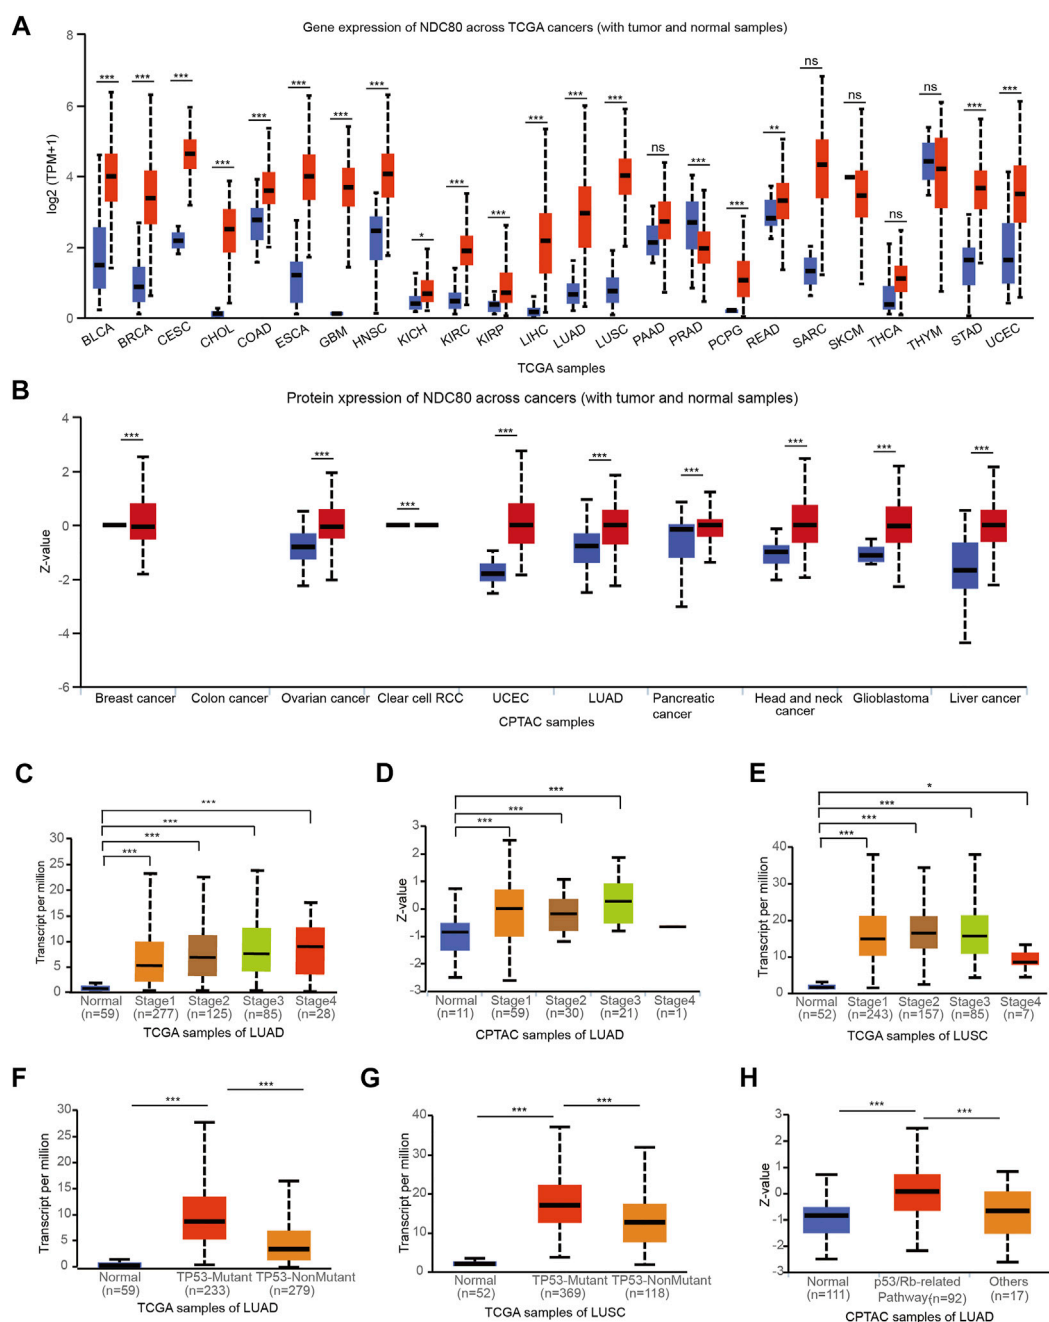 A
Gene expression of NDC80 across TCGA cancers (with tumor and normal samples)
log2 (TPM+1)
8
6
4
2
0
*** *** *** *** *** *** *** *** * *** *** *** *** *** ns *** *** ** ns ns ns *** ***
BLCA BRCA CESC CHOL COAD ESCA GBM HNSC KICH KIRC KIRP LIHC LUAD LUSC PAAD PRAD PCPG READ SARC SKCM THCA THYM STAD UCEC
TCGA samples
B
Protein xpression of NDC80 across cancers (with tumor and normal samples)
Z-value
4
2
0
-2
-4
-6
*** *** *** *** *** *** *** *** ***
Breast cancer Colon cancer Ovarian cancer Clear cell RCC UCEC LUAD Pancreatic cancer Head and neck cancer Glioblastoma Liver cancer
CPTAC samples
C
Transcript per million
30
25
20
15
10
5
0
***
***
***
***
Normal Stage1 Stage2 Stage3 Stage4
(n=59) (n=277) (n=125) (n=85) (n=28)
TCGA samples of LUAD
D
Z-value
3
2
1
0
-1
-2
-3
***
***
***
Normal Stage1 Stage2 Stage3 Stage4
(n=11) (n=59) (n=30) (n=21) (n=1)
CPTAC samples of LUAD
E
Transcript per million
40
30
20
10
0
*
***
***
***
Normal Stage1 Stage2 Stage3 Stage4
(n=52) (n=243) (n=157) (n=85) (n=7)
TCGA samples of LUSC
F
Transcript per million
30
25
20
15
10
5
0
*** ***
Normal TP53-Mutant TP53-NonMutant
(n=59) (n=233) (n=279)
TCGA samples of LUAD
G
Transcript per million
40
30
20
10
0
*** ***
Normal TP53-Mutant TP53-NonMutant
(n=52) (n=369) (n=118)
TCGA samples of LUSC
H
Z-value
3
2
1
0
-1
-2
-3
*** ***
Normal p53/Rb-related Others
(n=111) Pathway(n=92) (n=17)
CPTAC samples of LUAD